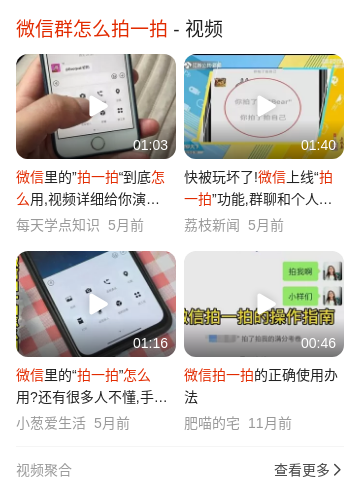 微信群怎么拍一拍 - 视频
01:03
01:40
微信里的”拍一拍“到底怎
么用,视频详细给你演…
每天学点知识 5月前
快被玩坏了!微信上线“拍
一拍”功能,群聊和个人…
荔枝新闻 5月前
01:16
拍我啊
小样们
微信拍一拍的操作指南
00:46
微信里的“拍一拍”怎么
用?还有很多人不懂,手…
小葱爱生活 5月前
微信拍一拍的正确使用办
法
肥喵的宅 11月前
视频聚合
查看更多